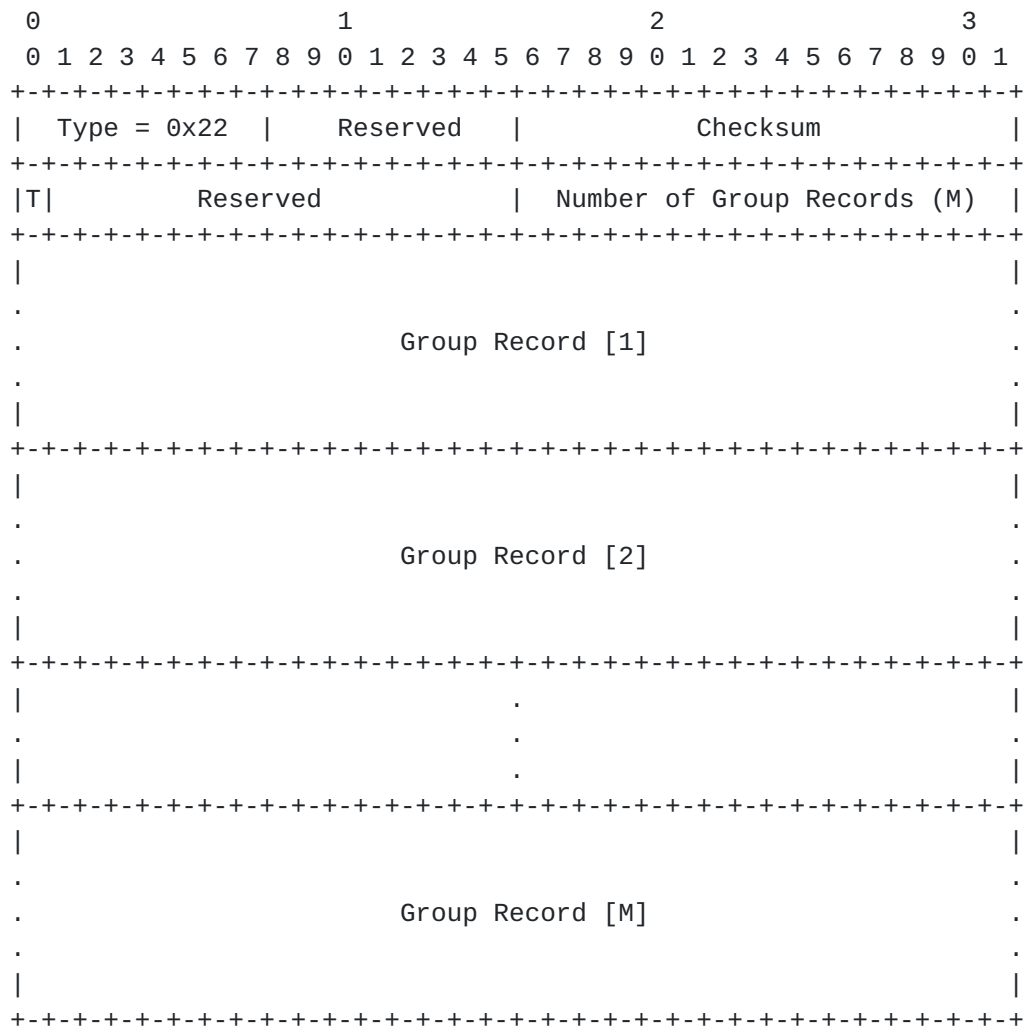 0                   1                   2                   3
 0 1 2 3 4 5 6 7 8 9 0 1 2 3 4 5 6 7 8 9 0 1 2 3 4 5 6 7 8 9 0 1
+-+-+-+-+-+-+-+-+-+-+-+-+-+-+-+-+-+-+-+-+-+-+-+-+-+-+-+-+-+-+-+-+
|  Type = 0x22  |    Reserved   |           Checksum            |
+-+-+-+-+-+-+-+-+-+-+-+-+-+-+-+-+-+-+-+-+-+-+-+-+-+-+-+-+-+-+-+-+
|T|         Reserved            |  Number of Group Records (M)  |
+-+-+-+-+-+-+-+-+-+-+-+-+-+-+-+-+-+-+-+-+-+-+-+-+-+-+-+-+-+-+-+-+
|                                                               |
.                                                               .
.                        Group Record [1]                       .
.                                                               .
|                                                               |
+-+-+-+-+-+-+-+-+-+-+-+-+-+-+-+-+-+-+-+-+-+-+-+-+-+-+-+-+-+-+-+-+
|                                                               |
.                                                               .
.                        Group Record [2]                       .
.                                                               .
|                                                               |
+-+-+-+-+-+-+-+-+-+-+-+-+-+-+-+-+-+-+-+-+-+-+-+-+-+-+-+-+-+-+-+-+
|                               .                               |
.                               .                               .
|                               .                               |
+-+-+-+-+-+-+-+-+-+-+-+-+-+-+-+-+-+-+-+-+-+-+-+-+-+-+-+-+-+-+-+-+
|                                                               |
.                                                               .
.                        Group Record [M]                       .
.                                                               .
|                                                               |
+-+-+-+-+-+-+-+-+-+-+-+-+-+-+-+-+-+-+-+-+-+-+-+-+-+-+-+-+-+-+-+-+